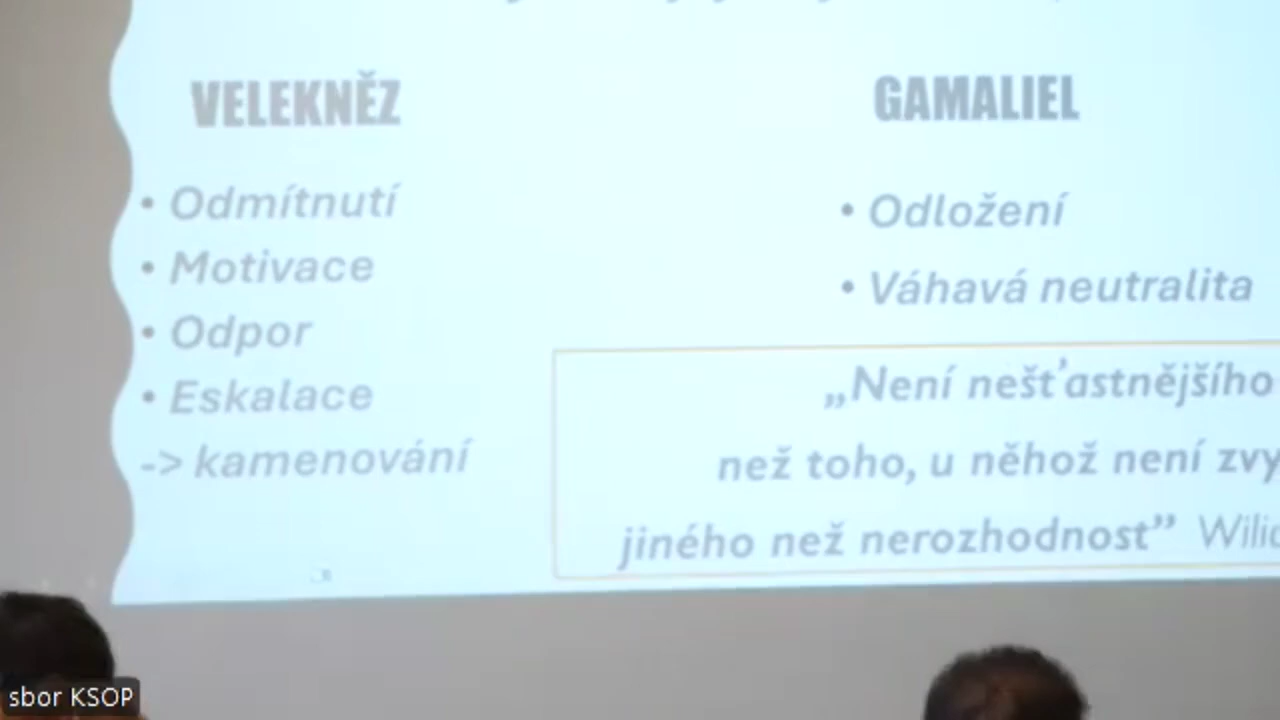 VELEKNĚZ
• Odmítnutí
• Motivace
• Odpor
• Eskalace
-> kamenování
GAMALIEL
• Odložení
• Váhavá neutralita
„Není nešťastnějšího
než toho, u něhož není
jiného než nerozhodnost”
sbor KSOP